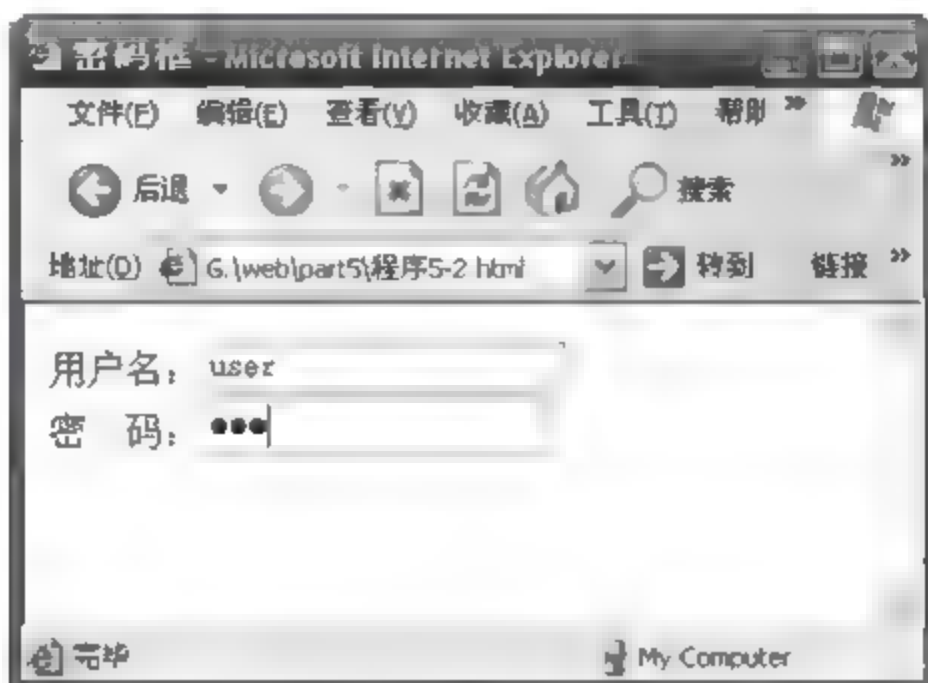 密码框 - Microsoft Internet Explorer
文件(F) 编辑(E) 查看(V) 收藏(A) 工具(T) 帮助 »
后退 搜索 »
地址(D) G:\web\part5\程序5-2 html 转到 链接 »
用户名： user
密 码： ●●●
完毕 My Computer